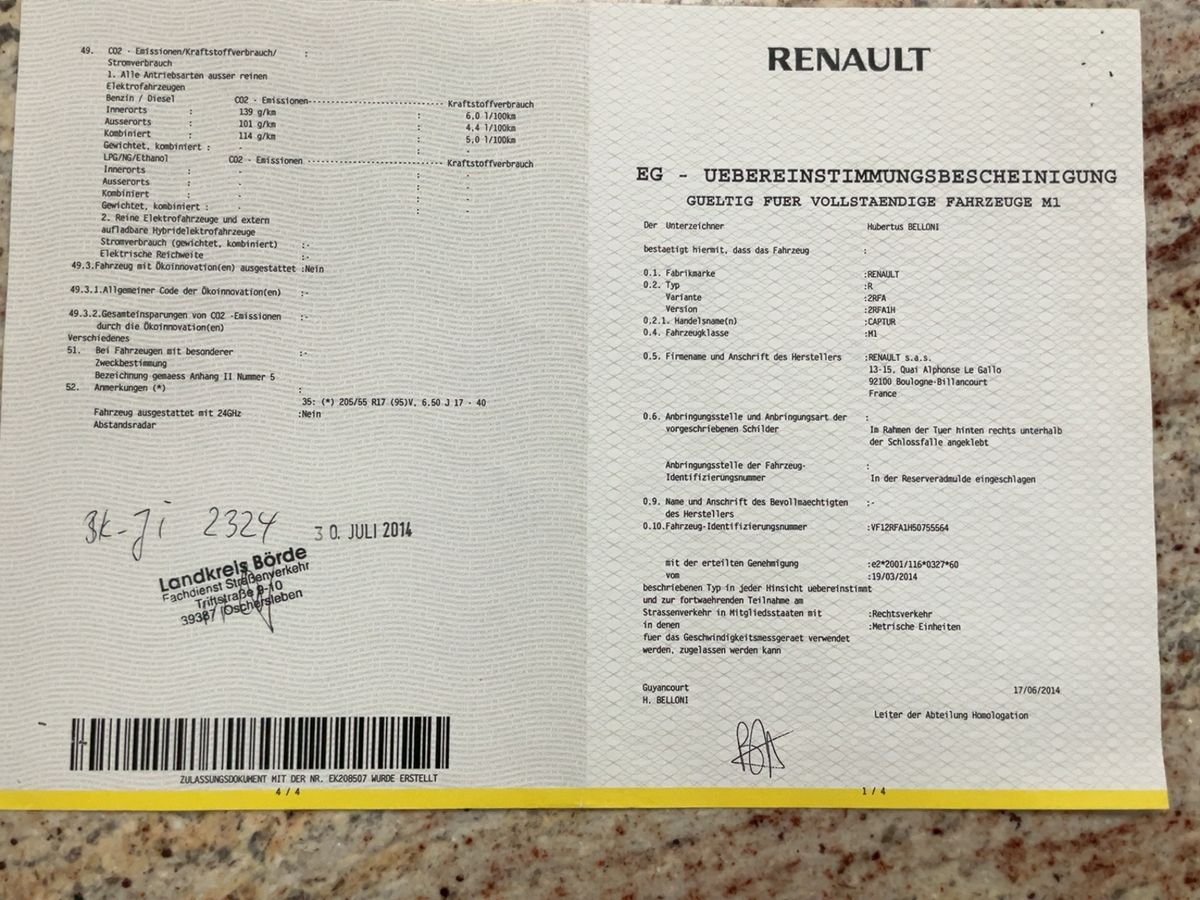 49. CO2 - Emissionen/Kraftstoffverbrauch/ :
Stromverbrauch
1. Alle Antriebsarten ausser reinen
Elektrofahrzeugen
Benzin / Diesel CO2 - Emissionen---------------------------- Kraftstoffverbrauch
Innerorts : 139 g/km : 6,0 l/100km
Ausserorts : 101 g/km : 4,4 l/100km
Kombiniert : 114 g/km : 5,0 l/100km
Gewichtet, kombiniert : - : -
LPG/NG/Ethanol CO2 - Emissionen ---------------------------- Kraftstoffverbrauch
Innerorts : - : -
Ausserorts : - : -
Kombiniert : - : -
Gewichtet, kombiniert : - : -
2. Reine Elektrofahrzeuge und extern
aufladbare Hybridelektrofahrzeuge
Stromverbrauch (gewichtet, kombiniert) :-
Elektrische Reichweite :-
49.3.Fahrzeug mit Ökoinnovation(en) ausgestattet :Nein
49.3.1.Allgemeiner Code der Ökoinnovation(en) :-
49.3.2.Gesamteinsparungen von CO2 -Emissionen :-
durch die Ökoinnovation(en)
Verschiedenes
51. Bei Fahrzeugen mit besonderer :-
Zweckbestimmung
Bezeichnung gemaess Anhang II Nummer 5
52. Anmerkungen (*) :
35: (*) 205/55 R17 (95)V, 6.50 J 17 - 40
Fahrzeug ausgestattet mit 24GHz :Nein
Abstandsradar
BK-JI 2324 30. JULI 2014
Landkreis Börde
Fachdienst Straßenverkehr
Triftstraße 9-10
39387 Oschersleben
ZULASSUNGSDOKUMENT MIT DER NR. EK208507 WURDE ERSTELLT
4 / 4
RENAULT
EG - UEBEREINSTIMMUNGSBESCHEINIGUNG
GUELTIG FUER VOLLSTAENDIGE FAHRZEUGE M1
Der Unterzeichner Hubertus BELLONI
bestaetigt hiermit, dass das Fahrzeug :
0.1. Fabrikmarke :RENAULT
0.2. Typ :R
Variante :2RFA
Version :2RFA1H
0.2.1. Handelsname(n) :CAPTUR
0.4. Fahrzeugklasse :M1
0.5. Firmename und Anschrift des Herstellers :RENAULT s.a.s.
13-15, Quai Alphonse Le Gallo
92100 Boulogne-Billancourt
France
0.6. Anbringungsstelle und Anbringungsart der :
vorgeschriebenen Schilder Im Rahmen der Tuer hinten rechts unterhalb
der Schlossfalle angeklebt
Anbringungsstelle der Fahrzeug- :
Identifizierungsnummer In der Reserveradmulde eingeschlagen
0.9. Name und Anschrift des Bevollmaechtigten :-
des Herstellers
0.10.Fahrzeug-Identifizierungsnummer :VF12RFA1H50755564
mit der erteilten Genehmigung :e2*2001/116*0327*60
vom :19/03/2014
beschriebenen Typ in jeder Hinsicht uebereinstimmt
und zur fortwaehrenden Teilnahme am
Strassenverkehr in Mitgliedsstaaten mit :Rechtsverkehr
in denen :Metrische Einheiten
fuer das Geschwindigkeitsmessgeraet verwendet
werden, zugelassen werden kann
Guyancourt 17/06/2014
H. BELLONI
Leiter der Abteilung Homologation
1 / 4